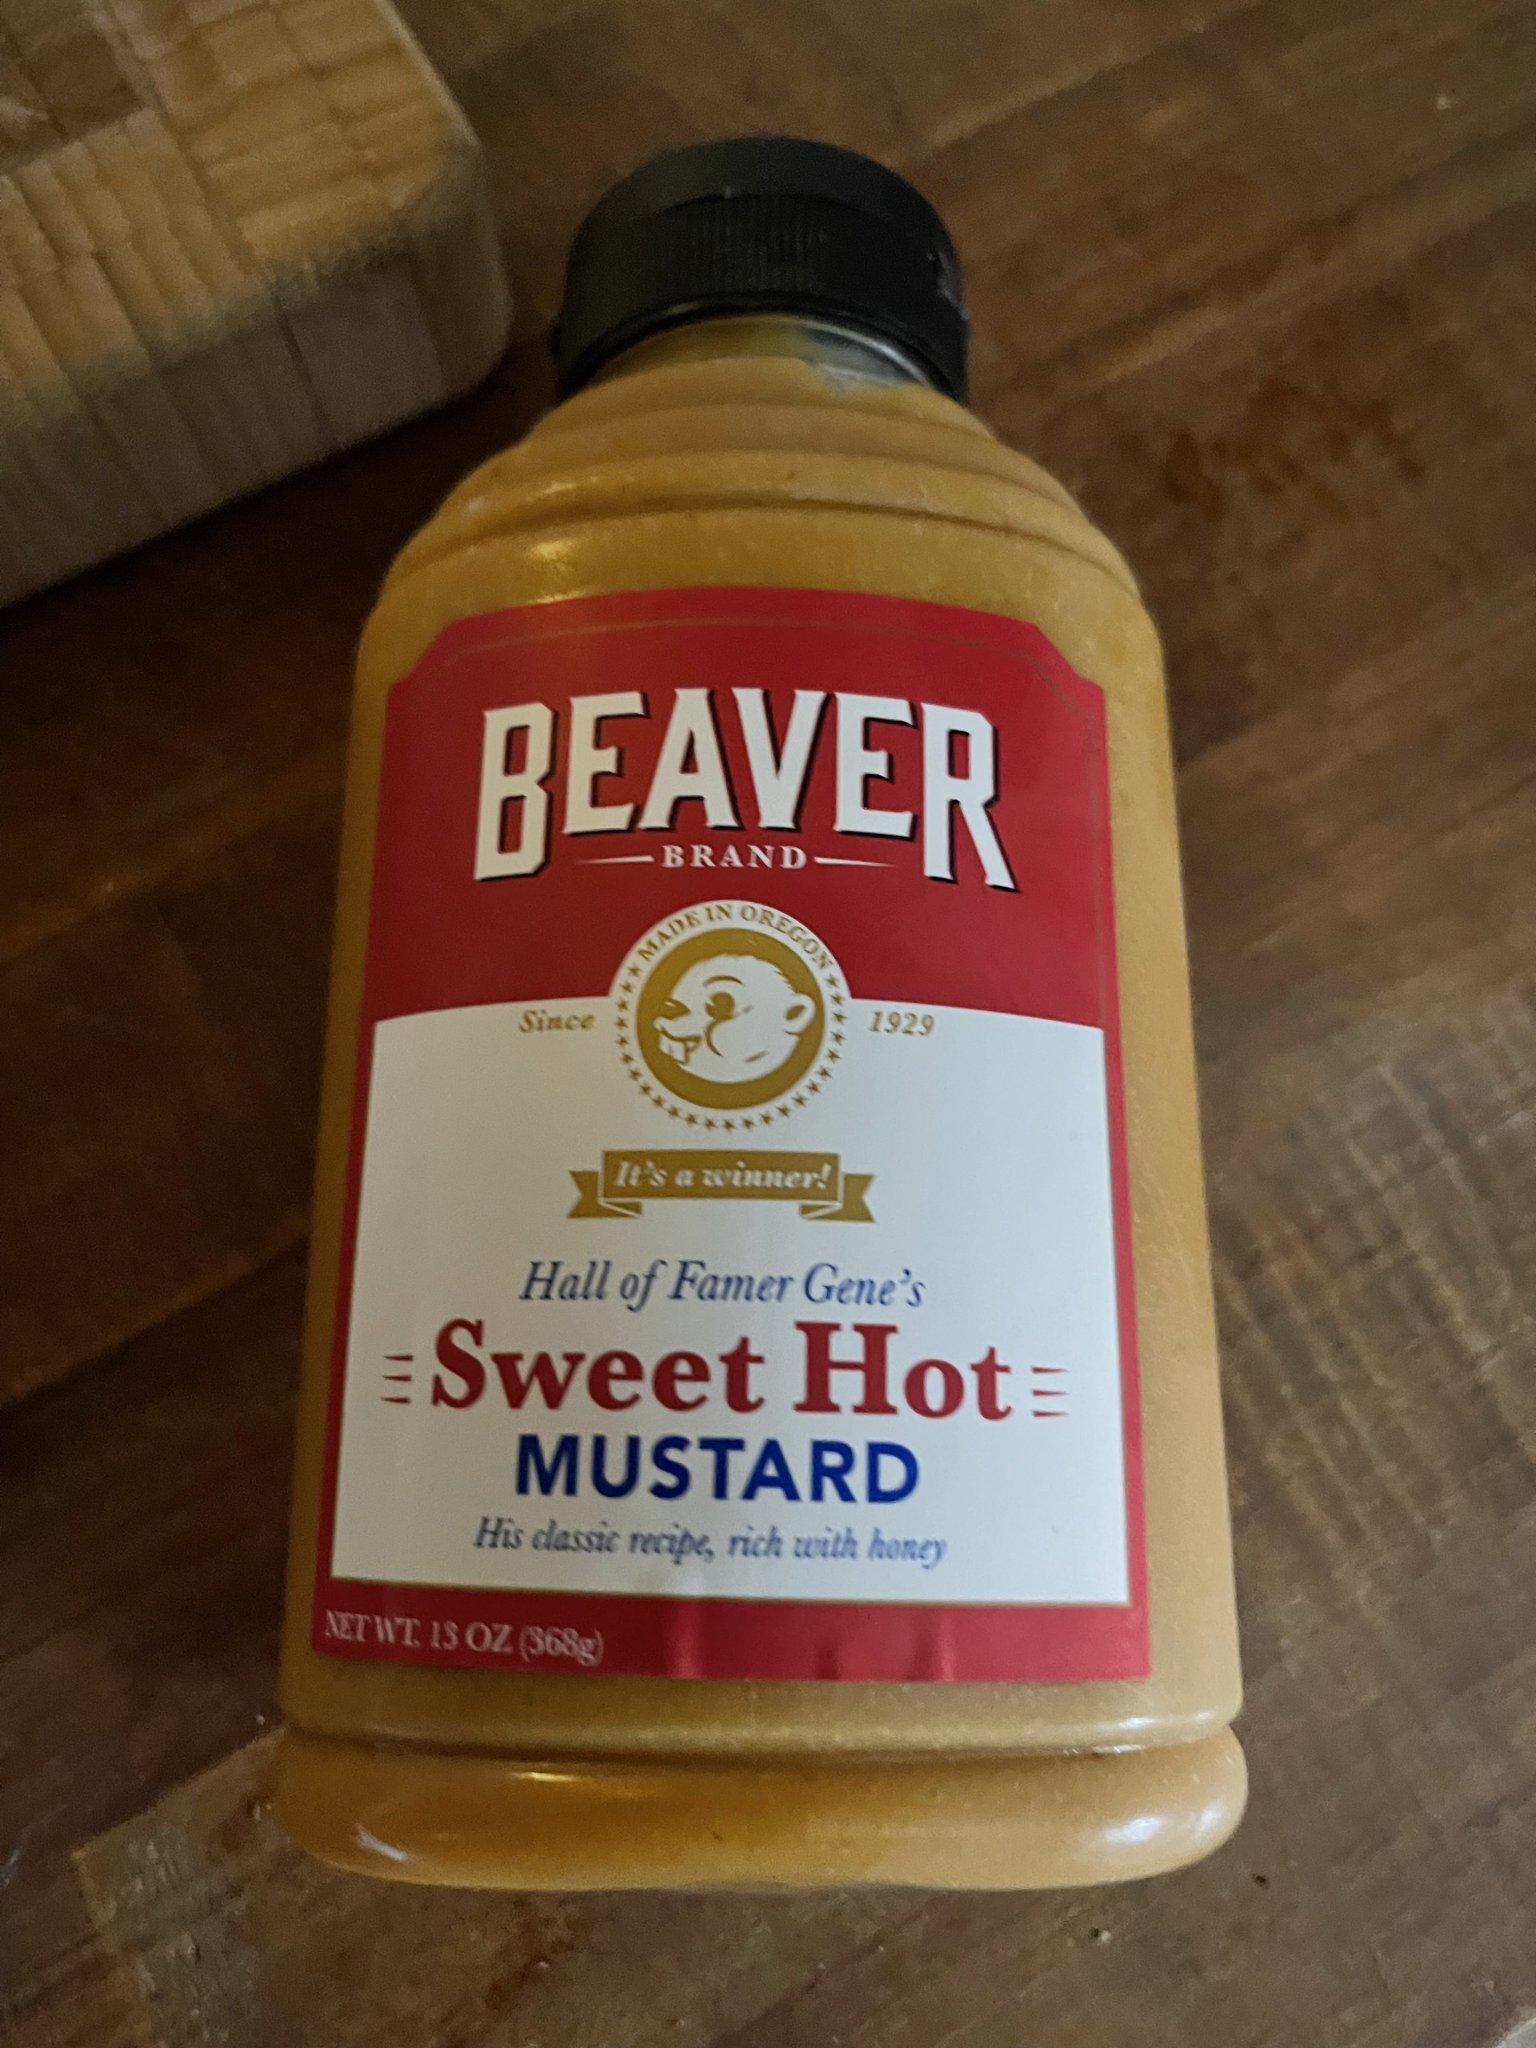 BEAVER
BRAND
MADE IN OREGON
Since 1929
It's a winner!
Hall of Famer Gene's
Sweet Hot
MUSTARD
His classic recipe, rich with honey
NET WT. 13 OZ (368g)